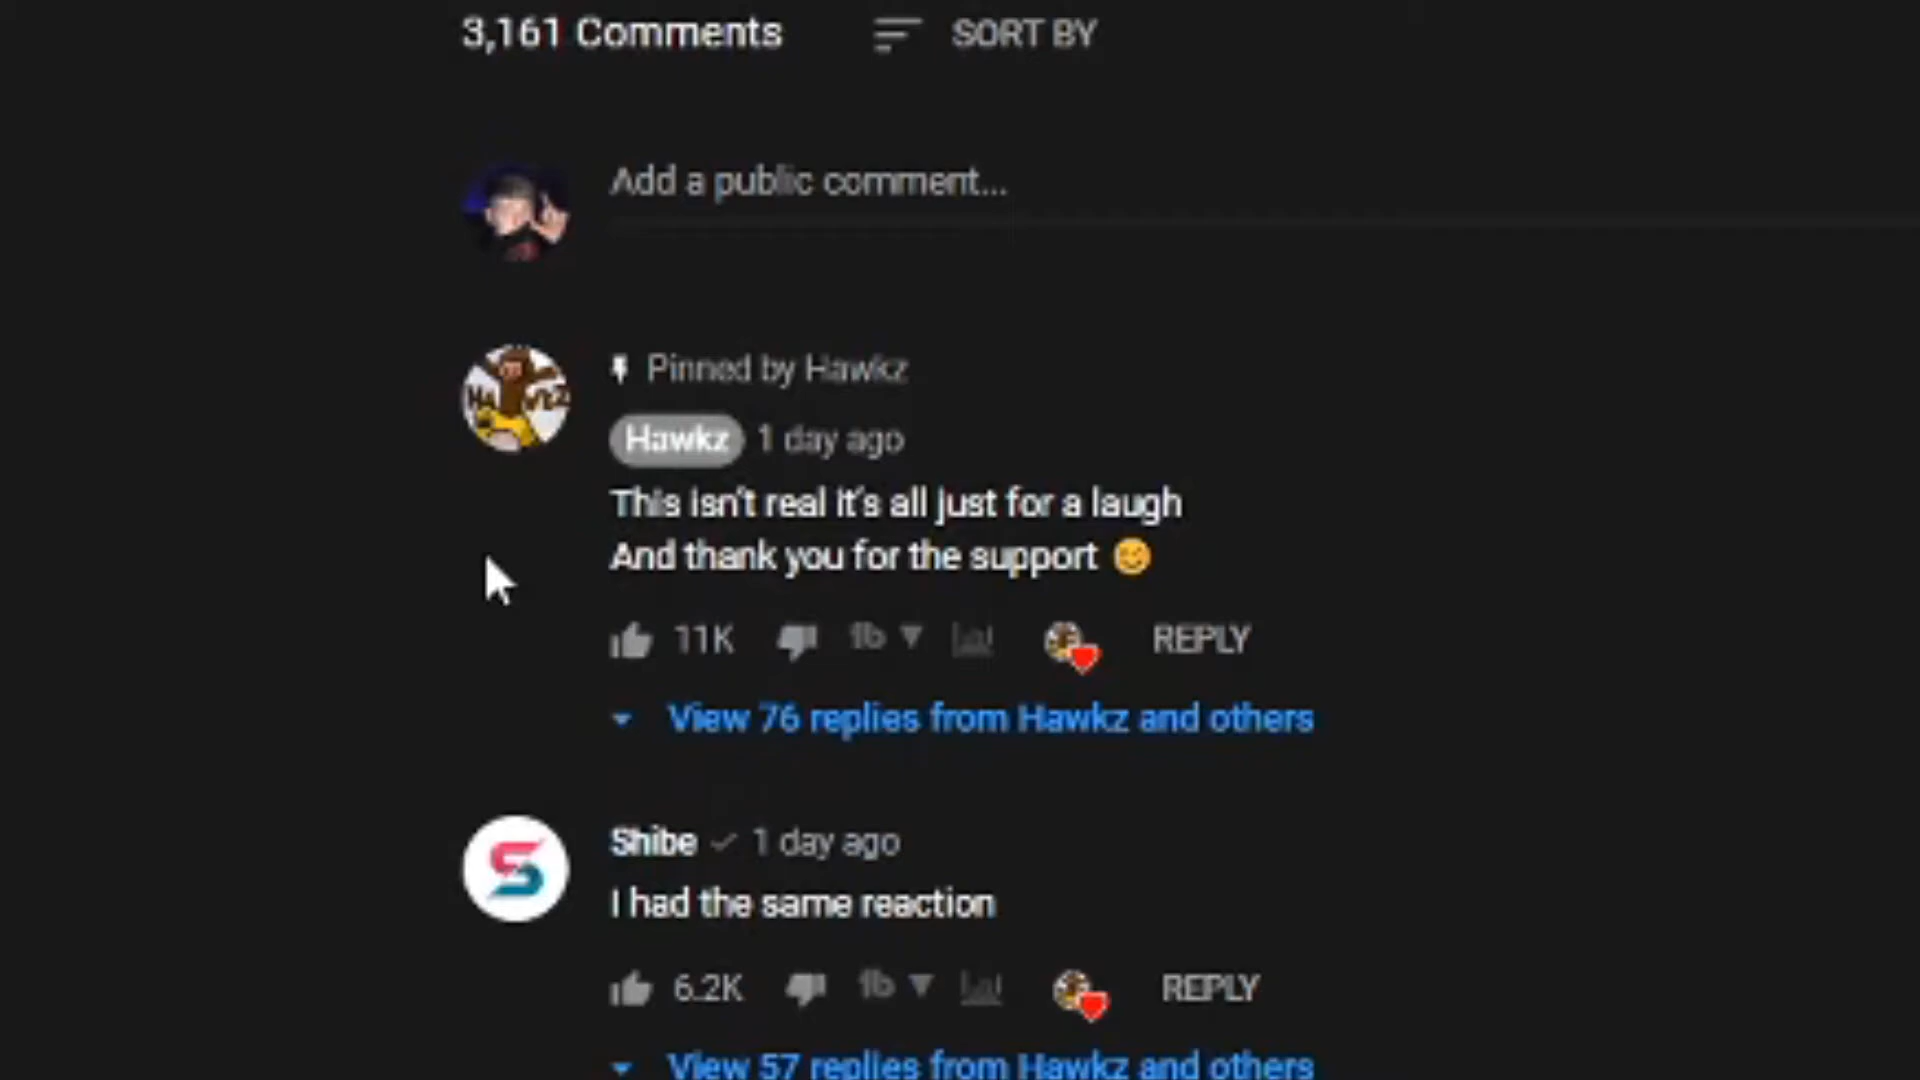 3,161 Comments SORT BY
Add a public comment...
Pinned by Hawkz
Hawkz 1 day ago
This isn't real it's all just for a laugh
And thank you for the support
11K REPLY
View 76 replies from Hawkz and others
Shibe 1 day ago
I had the same reaction
6.2K REPLY
View 57 replies from Hawkz and others